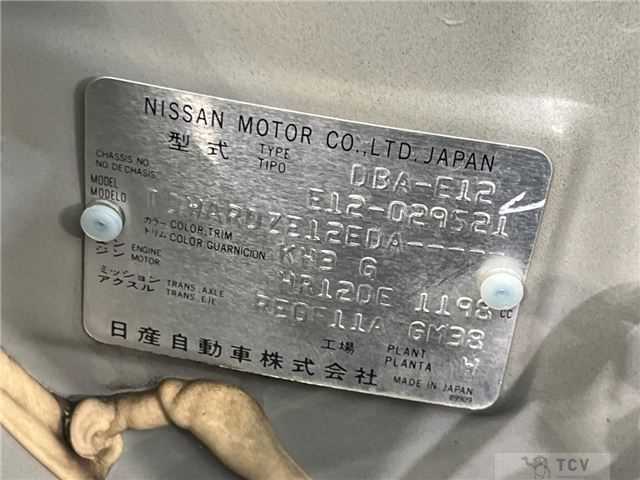 NISSAN MOTOR CO.,LTD. JAPAN
型式 TYPE TIPO DBA-E12
CHASSIS NO. NO DE CHASSIS E12-029521
MODEL MODELO DHARUZE12EDA-----
カラー COLOR,TRIM トリム COLOR,GUARNICION KH3 G
エンジン ENGINE MOTOR HR12DE 1198 CC
ミッション アクスル TRANS.AXLE TRANS.EJE RE0F11A GM38
工場 PLANT PLANTA W
日産自動車株式会社
MADE IN JAPAN
TCV